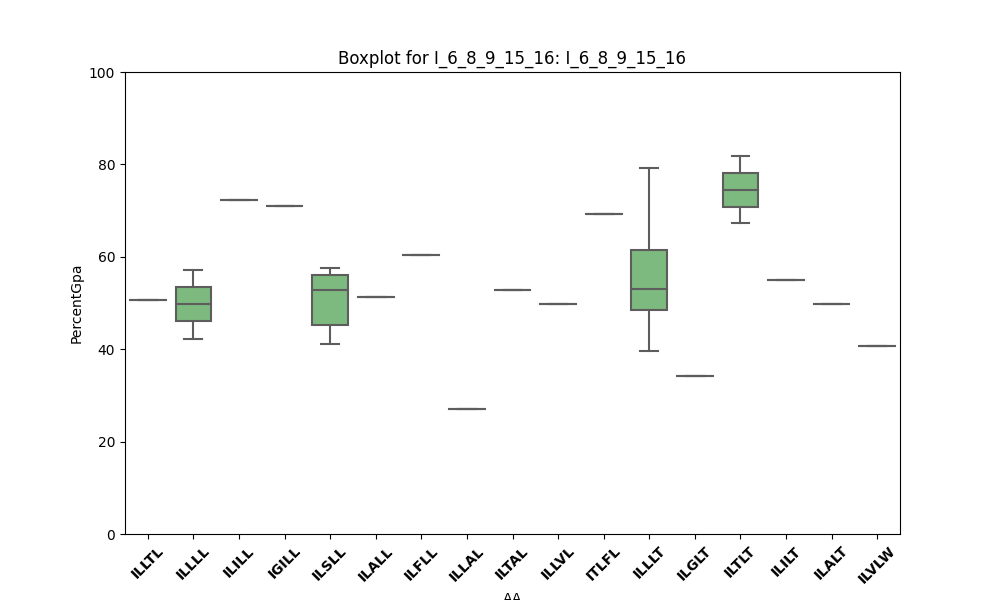 Boxplot for I_6_8_9_15_16: I_6_8_9_15_16
PercentGpa
100
80
60
40
20
0
ILLTL ILLLL ILILL IGILL ILSLL ILALL ILFLL ILLAL ILTAL ILLVL ITLFL ILLLT ILGLT ILTLT ILILT ILALT ILVLW
AA